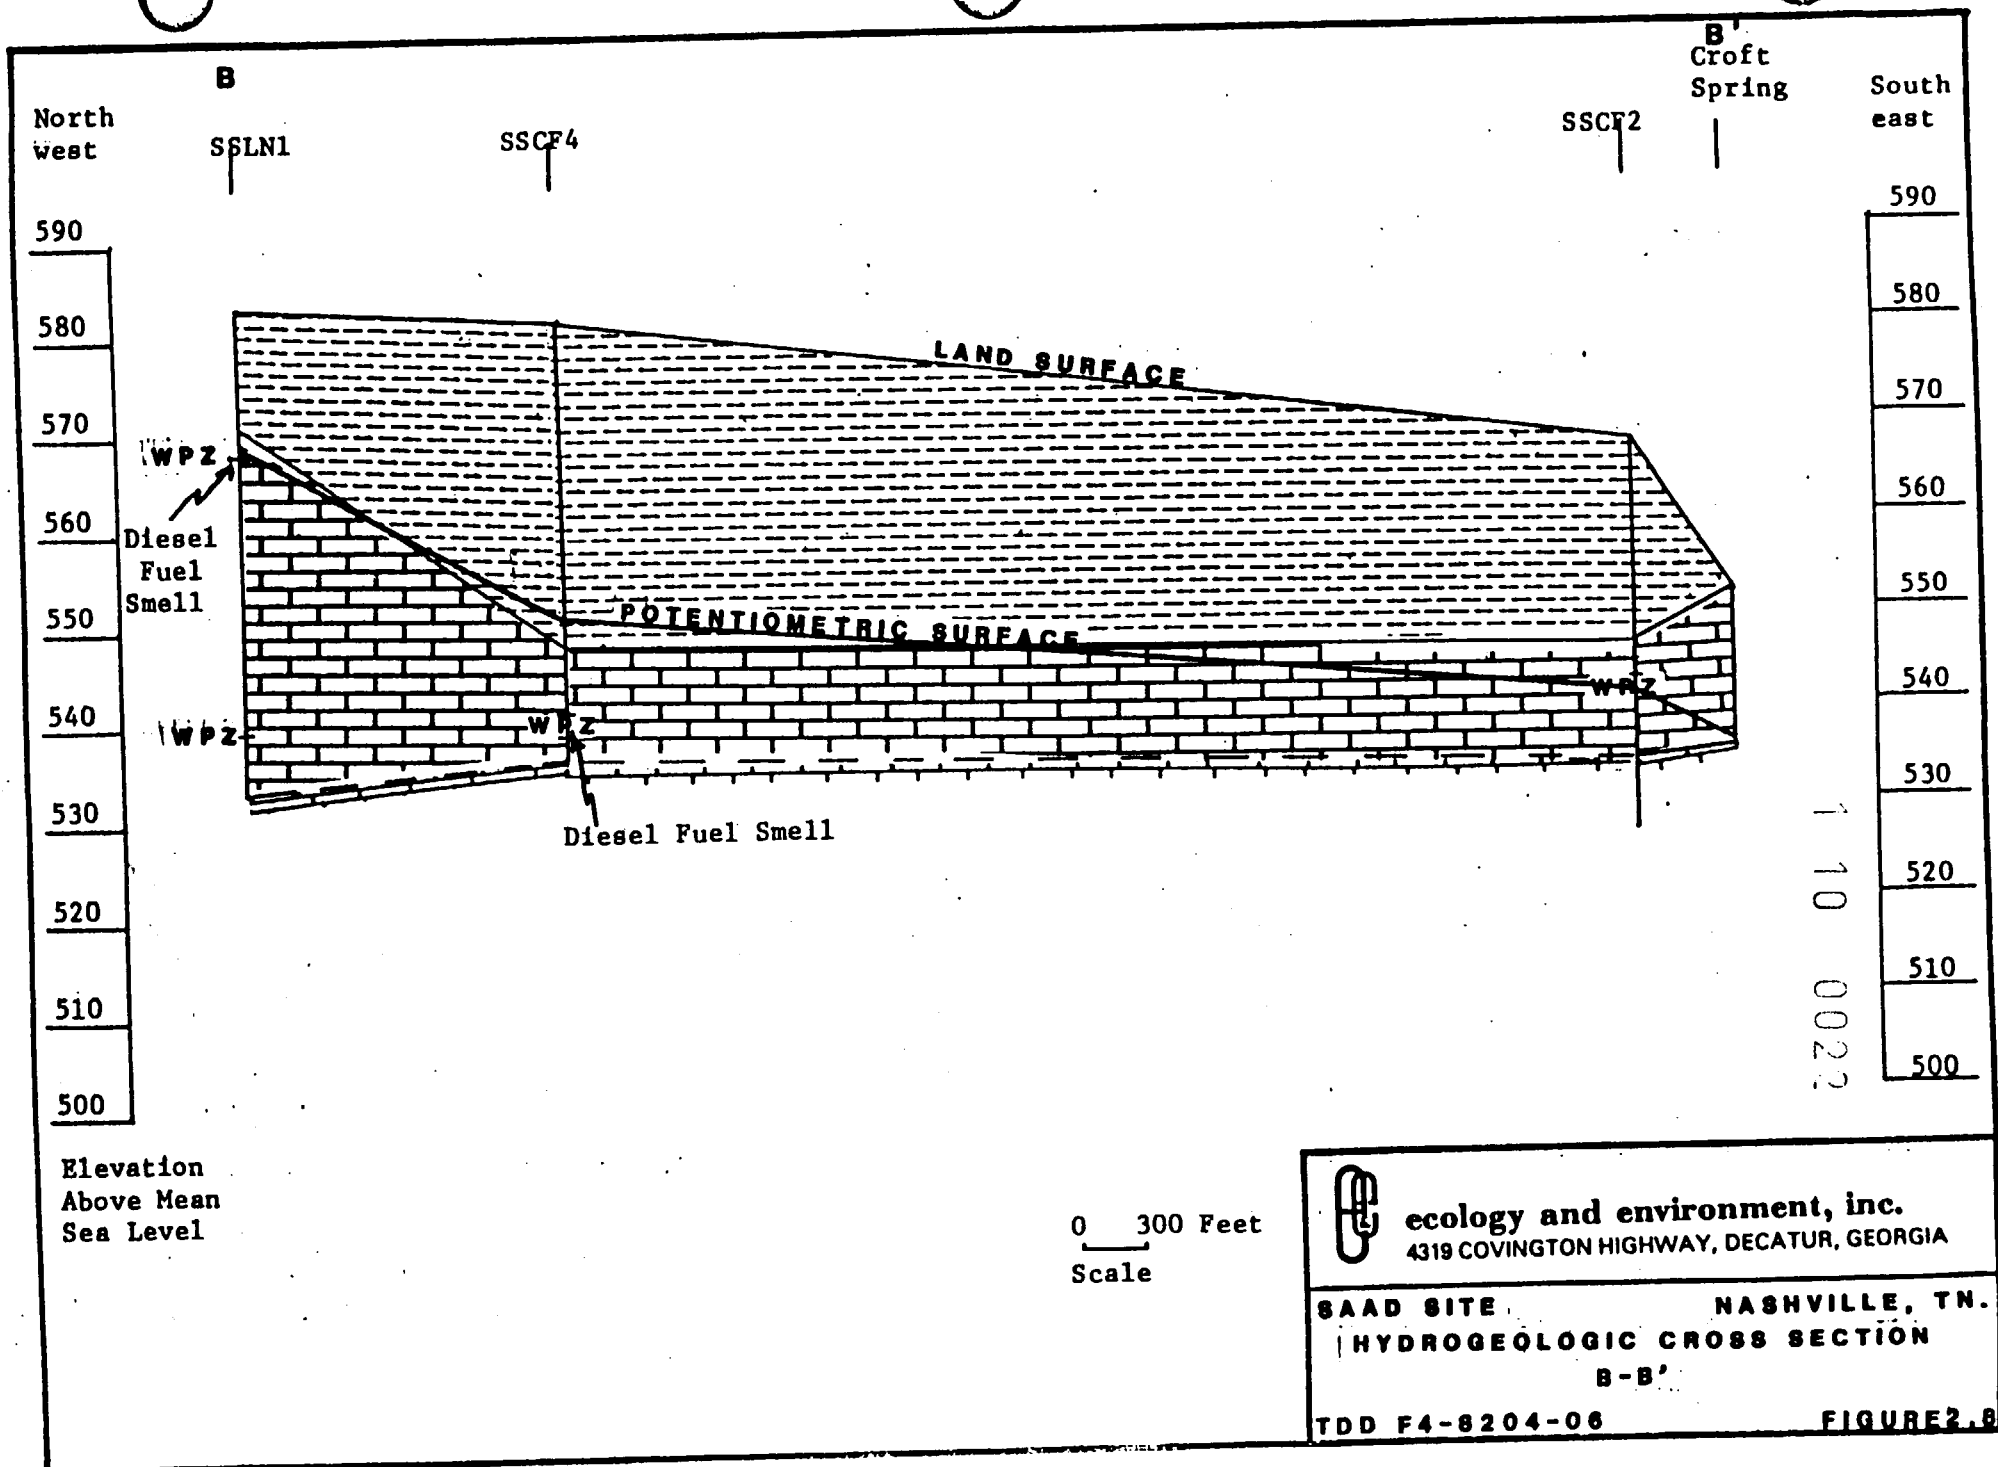 B
B'
Croft
Spring
North
west
South
east
SSLN1
SSCF4
SSCF2
590
580
570
560
550
540
530
520
510
500
590
580
570
560
550
540
530
520
510
500
LAND SURFACE
POTENTIOMETRIC SURFACE
WPZ
Diesel
Fuel
Smell
WPZ
WPZ
WPZ
Diesel Fuel Smell
1 10 0022
Elevation
Above Mean
Sea Level
0 300 Feet
Scale
ecology and environment, inc.
4319 COVINGTON HIGHWAY, DECATUR, GEORGIA
SAAD SITE NASHVILLE, TN.
HYDROGEOLOGIC CROSS SECTION
B-B'
TDD F4-8204-06 FIGURE2.8